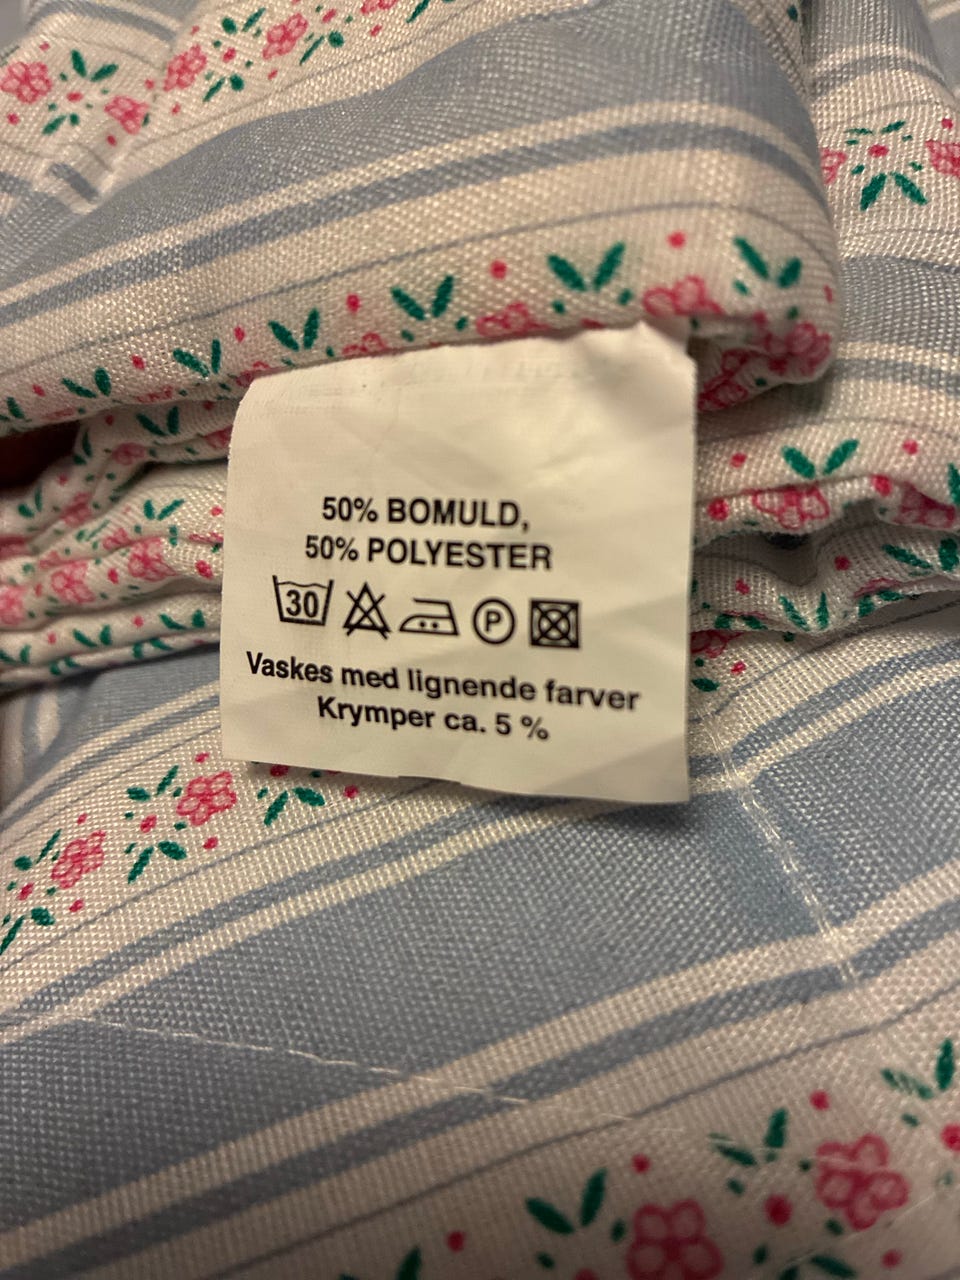 50% BOMULD,
50% POLYESTER
30 P
Vaskes med lignende farver
Krymper ca. 5 %